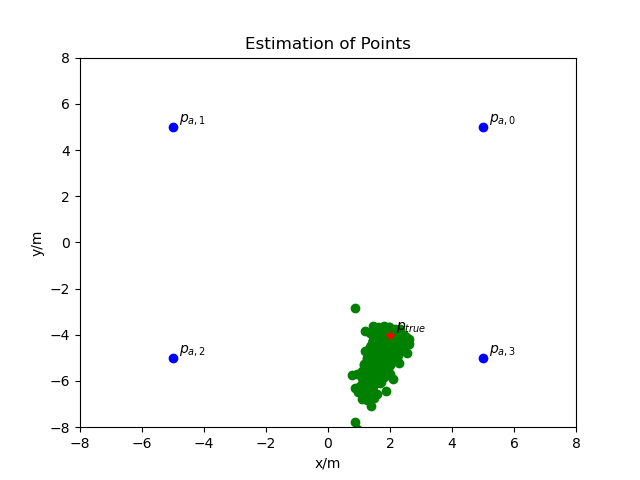 Estimation of Points
8
6
4
2
0
−2
−4
−6
−8
y/m
p_{a,1}
p_{a,0}
p_{true}
p_{a,2}
p_{a,3}
−8 −6 −4 −2 0 2 4 6 8
x/m